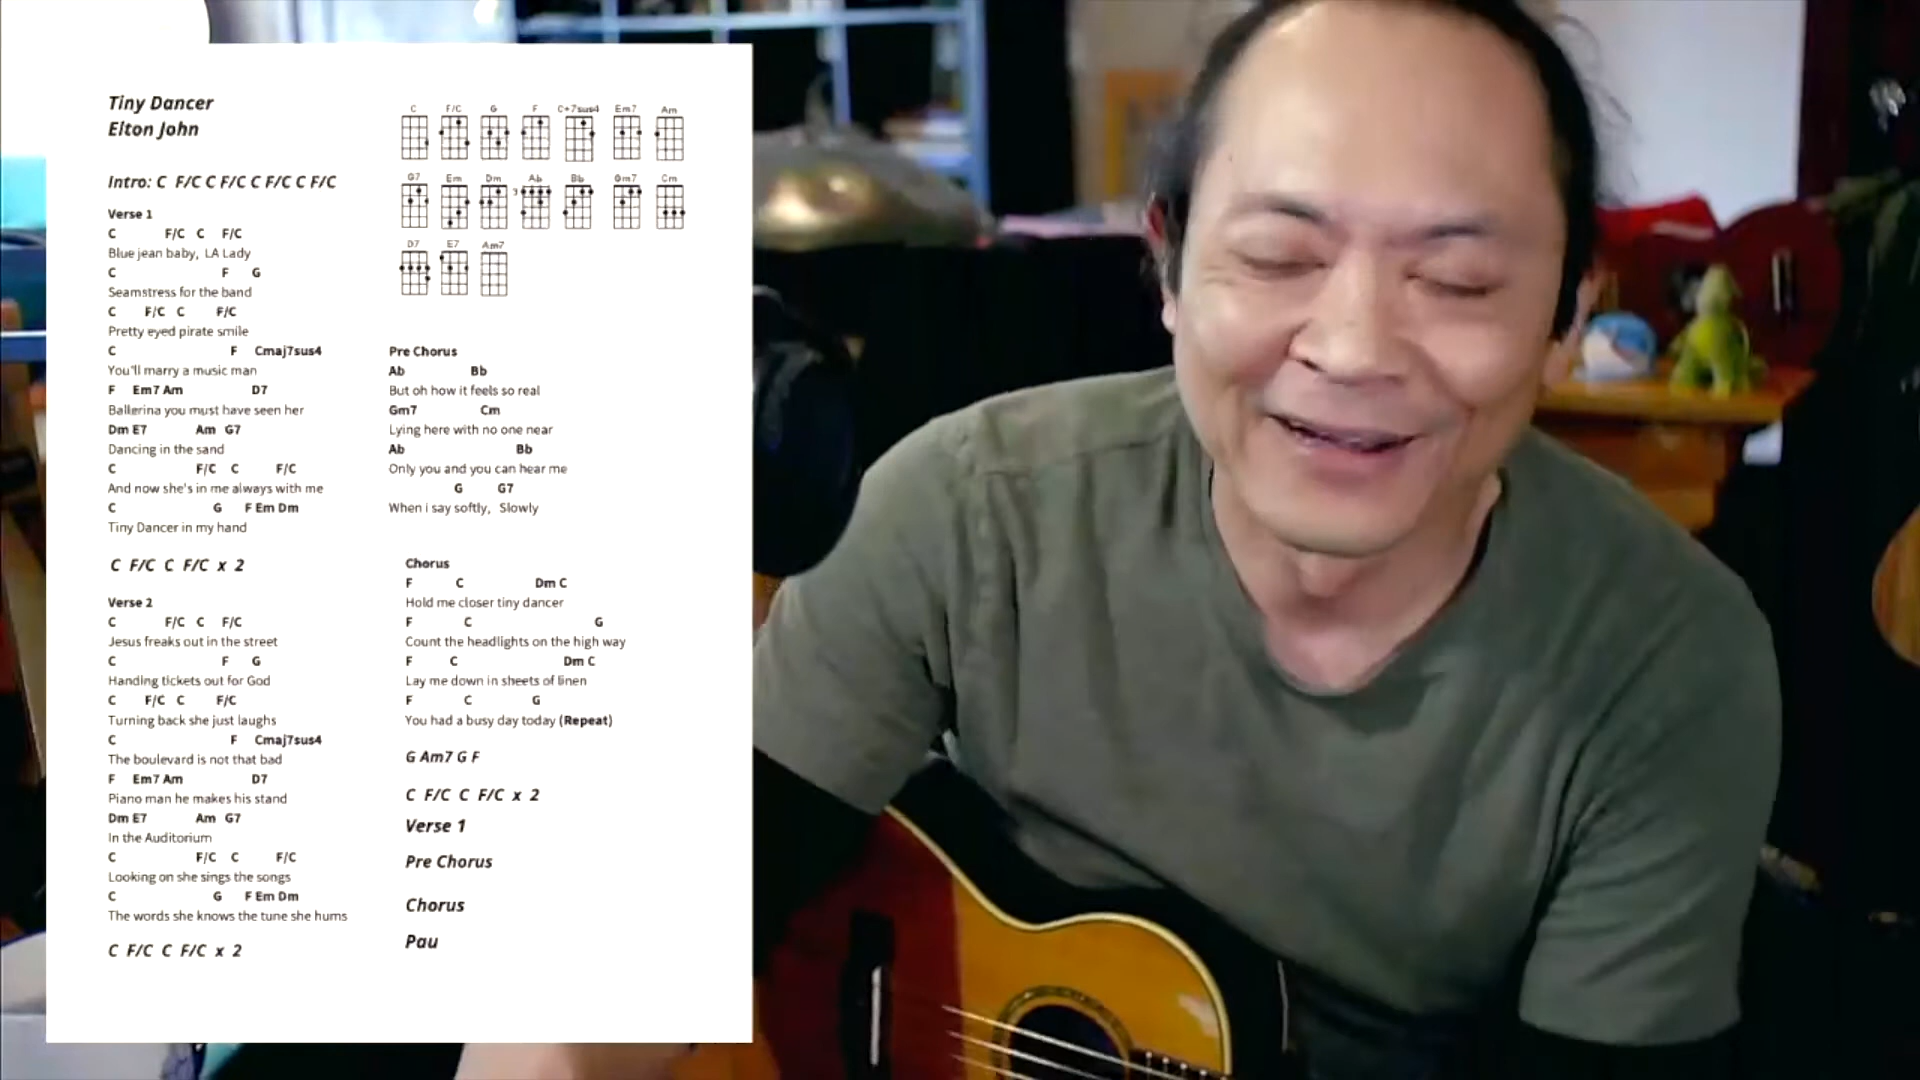 Tiny Dancer
Elton John
Intro: C F/C C F/C C F/C C F/C
Verse 1
C F/C C F/C
Blue jean baby, LA Lady
C F G
Seamstress for the band
C F/C C F/C
Pretty eyed pirate smile
C F Cmaj7sus4
You'll marry a music man
F Em7 Am D7
Ballerina you must have seen her
Dm E7 Am G7
Dancing in the sand
C F/C C F/C
And now she's in me always with me
C G F Em Dm
Tiny Dancer in my hand
C F/C C F/C x 2
Verse 2
C F/C C F/C
Jesus freaks out in the street
C F G
Handing tickets out for God
C F/C C F/C
Turning back she just laughs
C F Cmaj7sus4
The boulevard is not that bad
F Em7 Am D7
Piano man he makes his stand
Dm E7 Am G7
In the Auditorium
C F/C C F/C
Looking on she sings the songs
C G F Em Dm
The words she knows the tune she hums
C F/C C F/C x 2
C F/C G F C+7sus4 Em7 Am
G7 Em Dm Ab Bb Gm7 Cm
3
D7 E7 Am7
Pre Chorus
Ab Bb
But oh how it feels so real
Gm7 Cm
Lying here with no one near
Ab Bb
Only you and you can hear me
G G7
When i say softly, Slowly
Chorus
F C Dm C
Hold me closer tiny dancer
F C G
Count the headlights on the high way
F C Dm C
Lay me down in sheets of linen
F C G
You had a busy day today (Repeat)
G Am7 G F
C F/C C F/C x 2
Verse 1
Pre Chorus
Chorus
Pau